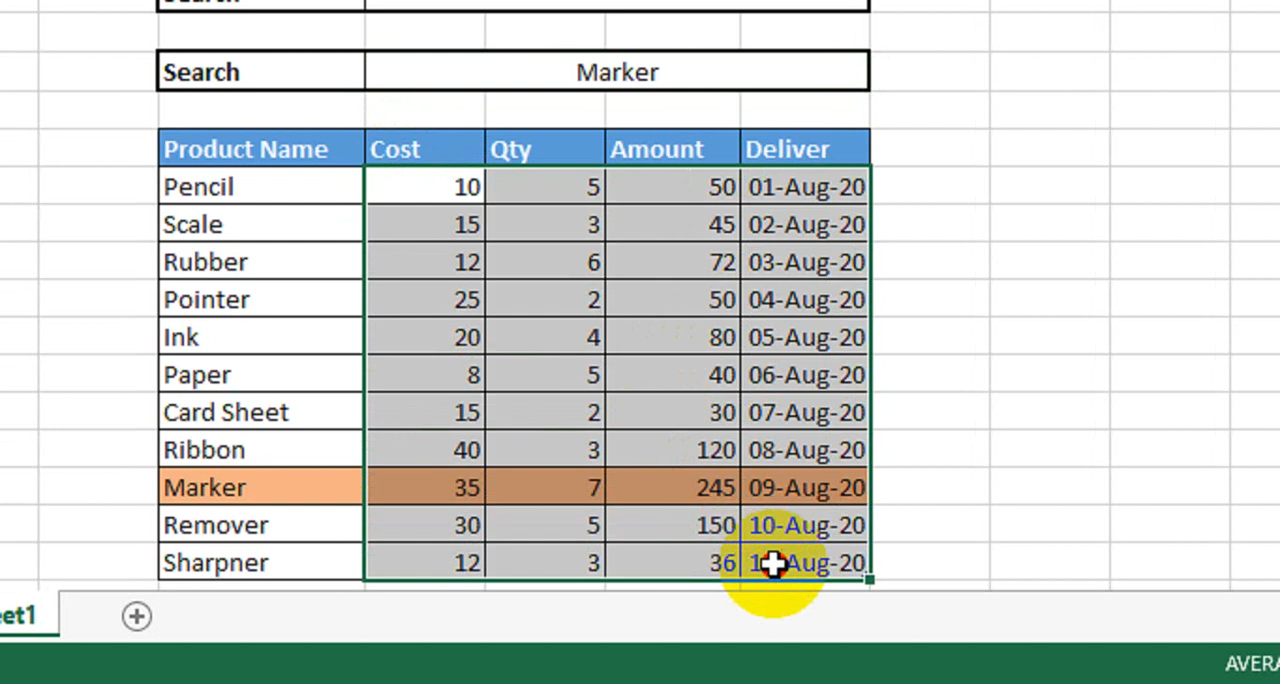 Search Marker
Product Name Cost Qty Amount Deliver
Pencil 10 5 50 01-Aug-20
Scale 15 3 45 02-Aug-20
Rubber 12 6 72 03-Aug-20
Pointer 25 2 50 04-Aug-20
Ink 20 4 80 05-Aug-20
Paper 8 5 40 06-Aug-20
Card Sheet 15 2 30 07-Aug-20
Ribbon 40 3 120 08-Aug-20
Marker 35 7 245 09-Aug-20
Remover 30 5 150 10-Aug-20
Sharpner 12 3 36 Aug-20
eet1
AVERA